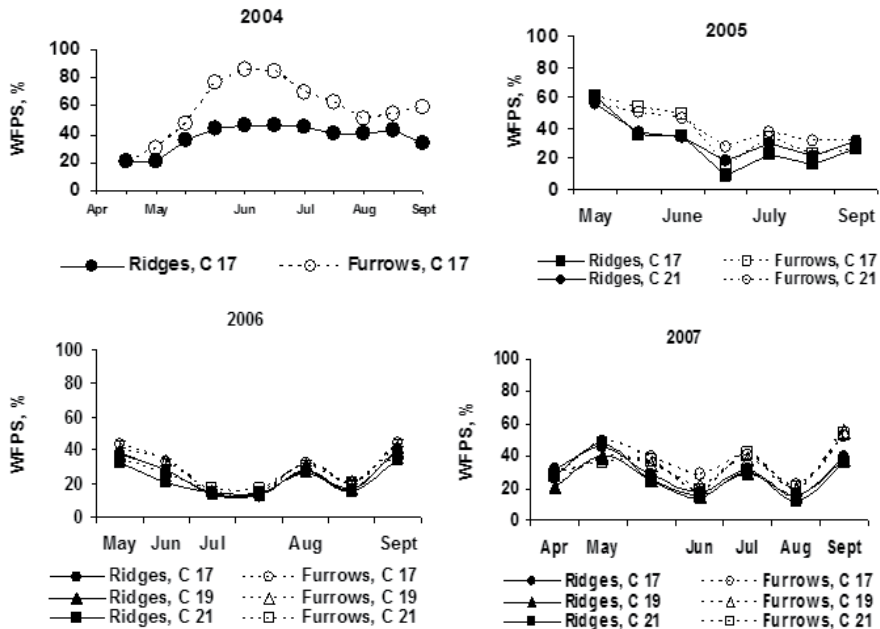 2004
WFPS, %
100
80
60
40
20
0
Apr May Jun Jul Aug Sept
Ridges, C 17 Furrows, C 17
2005
WFPS, %
100
80
60
40
20
0
May June July Sept
Ridges, C 17 Furrows, C 17
Ridges, C 21 Furrows, C 21
2006
WFPS, %
100
80
60
40
20
0
May Jun Jul Aug Sept
Ridges, C 17 Furrows, C 17
Ridges, C 19 Furrows, C 19
Ridges, C 21 Furrows, C 21
2007
WFPS, %
100
80
60
40
20
0
Apr May Jun Jul Aug Sept
Ridges, C 17 Furrows, C 17
Ridges, C 19 Furrows, C 19
Ridges, C 21 Furrows, C 21